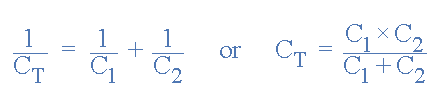 1/C_T = 1/C_1 + 1/C_2 or C_T = C_1 × C_2 / C_1 + C_2